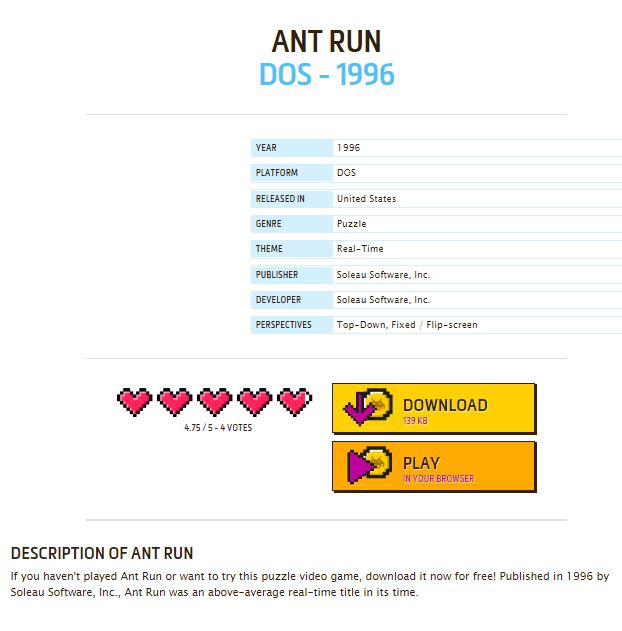 ANT RUN
DOS - 1996
YEAR 1996
PLATFORM DOS
RELEASED IN United States
GENRE Puzzle
THEME Real-Time
PUBLISHER Soleau Software, Inc.
DEVELOPER Soleau Software, Inc.
PERSPECTIVES Top-Down, Fixed / Flip-screen
4.75 / 5 - 4 VOTES
DOWNLOAD
139 KB
PLAY
IN YOUR BROWSER
DESCRIPTION OF ANT RUN
If you haven't played Ant Run or want to try this puzzle video game, download it now for free! Published in 1996 by
Soleau Software, Inc., Ant Run was an above-average real-time title in its time.